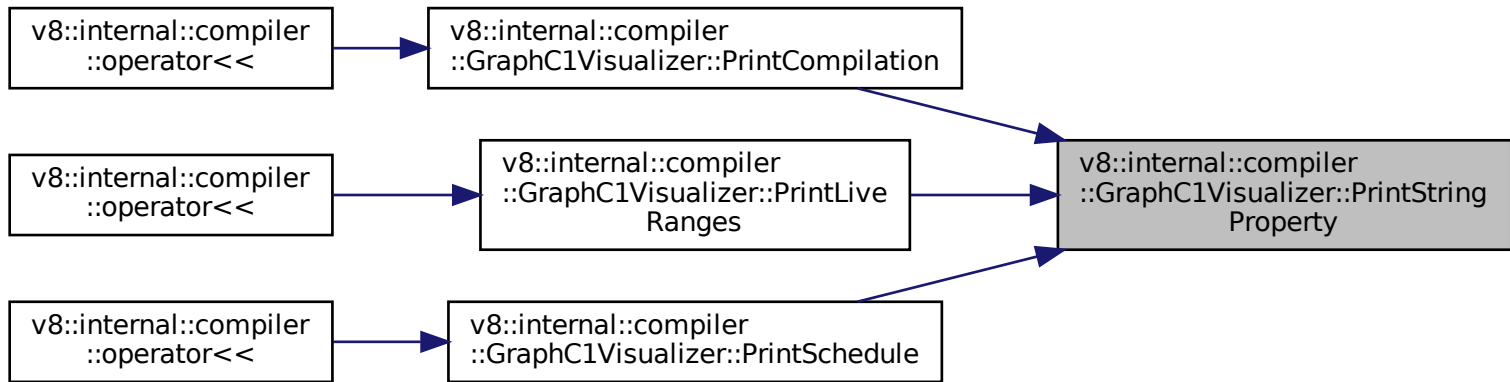 v8::internal::compiler
::operator<<
v8::internal::compiler
::GraphC1Visualizer::PrintCompilation
v8::internal::compiler
::operator<<
v8::internal::compiler
::GraphC1Visualizer::PrintLive
Ranges
v8::internal::compiler
::GraphC1Visualizer::PrintString
Property
v8::internal::compiler
::operator<<
v8::internal::compiler
::GraphC1Visualizer::PrintSchedule